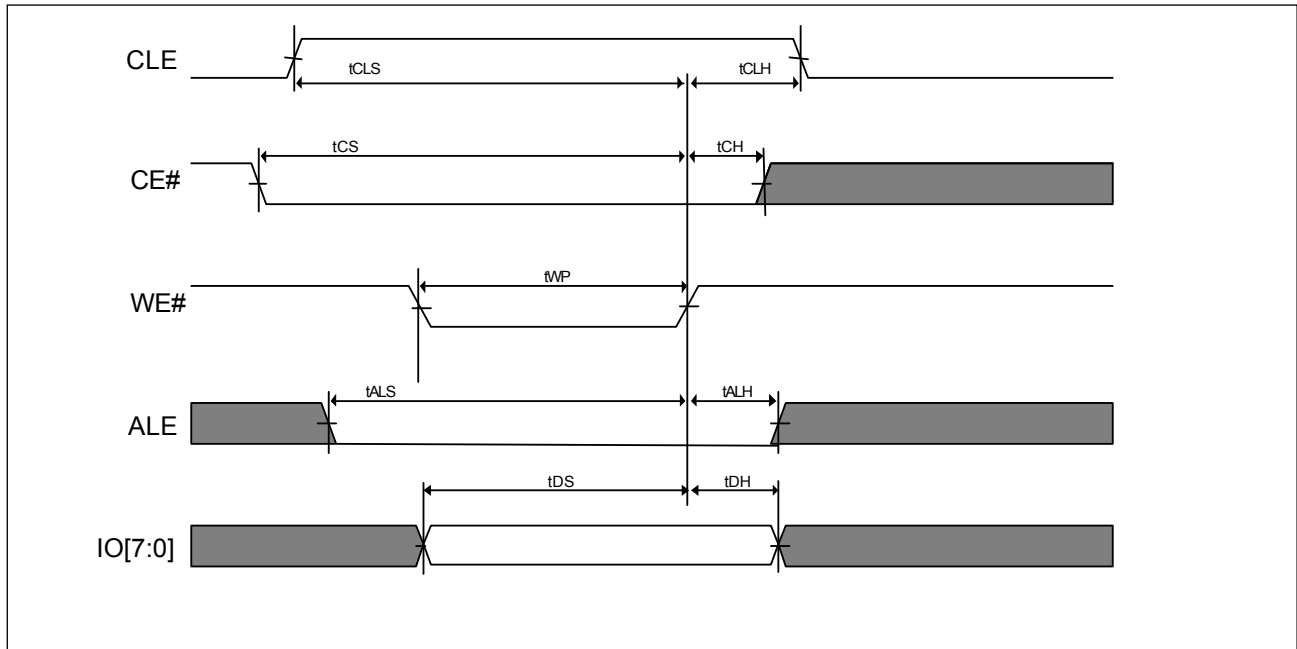 CLE
tCLS
tCLH
CE#
tCS
tCH
WE#
tWP
ALE
tALS
tALH
IO[7:0]
tDS
tDH